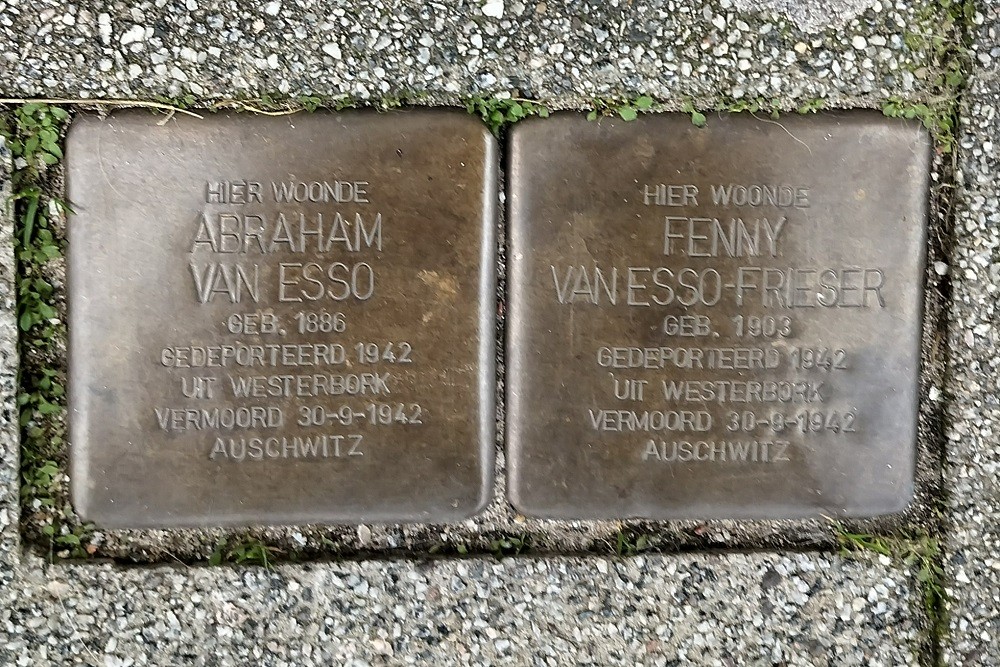 HIER WOONDE
ABRAHAM
VAN ESSO
GEB. 1886
GEDEPORTEERD 1942
UIT WESTERBORK
VERMOORD 30-9-1942
AUSCHWITZ
HIER WOONDE
FENNY
VAN ESSO-FRIESER
GEB. 1903
GEDEPORTEERD 1942
UIT WESTERBORK
VERMOORD 30-9-1942
AUSCHWITZ